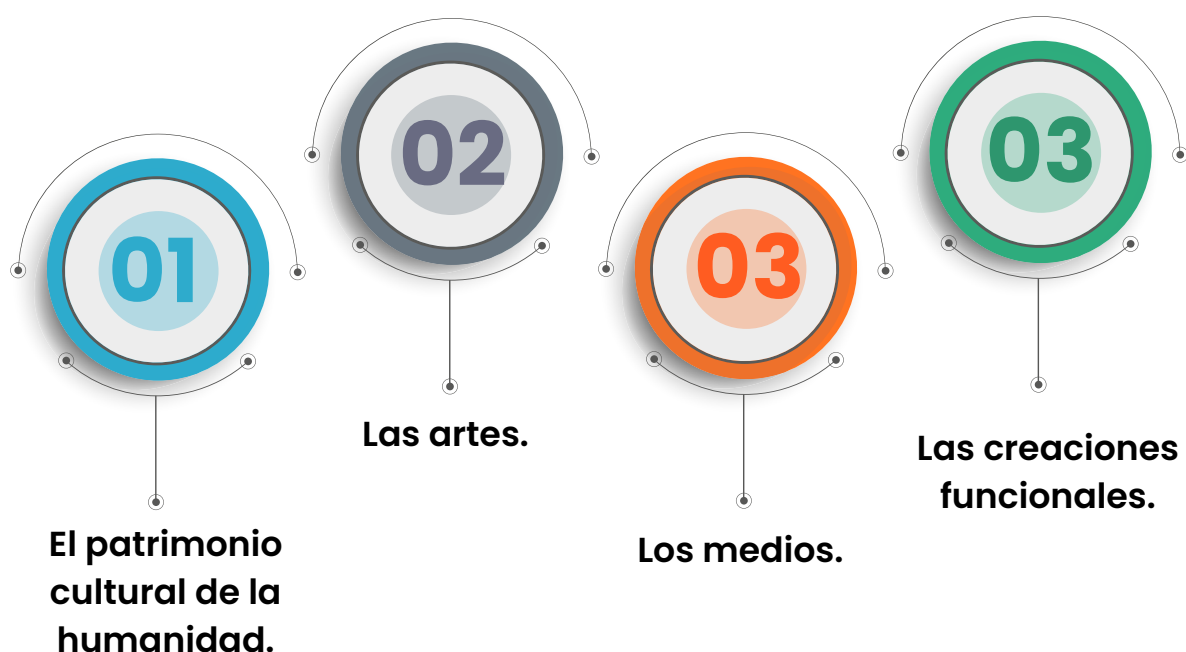 01
El patrimonio
cultural de la
humanidad.
02
Las artes.
03
Los medios.
03
Las creaciones
funcionales.